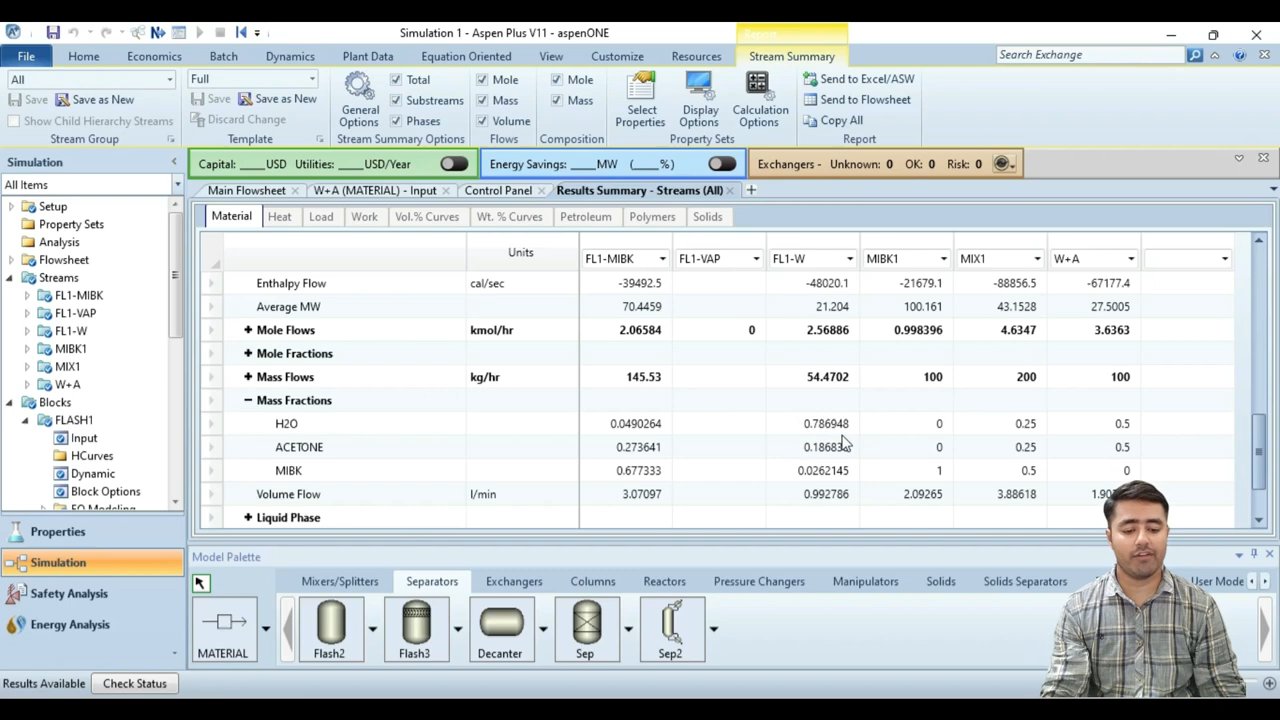 Simulation 1 - Aspen Plus V11 - aspenONE
File Home Economics Batch Dynamics Plant Data Equation Oriented View Customize Resources Stream Summary Search Exchange
All Full Total Mole Mole Send to Excel/ASW
Save Save as New Save Save as New General Options Substreams Mass Mass Select Properties Display Options Calculation Options Send to Flowsheet
Show Child Hierarchy Streams Discard Change Phases Volume Copy All
Stream Group Template Stream Summary Options Flows Composition Property Sets Report
Simulation Capital: ____USD Utilities: ____USD/Year Energy Savings: ____MW (____%) Exchangers - Unknown: 0 OK: 0 Risk: 0
All Items Main Flowsheet W+A (MATERIAL) - Input Control Panel Results Summary - Streams (All)
Setup
Property Sets
Analysis
Flowsheet
Streams
FL1-MIBK
FL1-VAP
FL1-W
MIBK1
MIX1
W+A
Blocks
FLASH1
Input
HCurves
Dynamic
Block Options
EO Modeling
Properties
Simulation
Safety Analysis
Energy Analysis
Material Heat Load Work Vol.% Curves Wt. % Curves Petroleum Polymers Solids
Units FL1-MIBK FL1-VAP FL1-W MIBK1 MIX1 W+A
Enthalpy Flow cal/sec -39492.5 -48020.1 -21679.1 -88856.5 -67177.4
Average MW 70.4459 21.204 100.161 43.1528 27.5005
+ Mole Flows kmol/hr 2.06584 0 2.56886 0.998396 4.6347 3.6363
+ Mole Fractions
+ Mass Flows kg/hr 145.53 54.4702 100 200 100
− Mass Fractions
H2O 0.0490264 0.786948 0 0.25 0.5
ACETONE 0.273641 0 0.25 0.5
MIBK 0.677333 0.0262145 1 0.5 0
Volume Flow l/min 3.07097 0.992786 2.09265 3.88618
+ Liquid Phase
Model Palette
Mixers/Splitters Separators Exchangers Columns Reactors Pressure Changers Manipulators Solids Solids Separators User Mode
MATERIAL Flash2 Flash3 Decanter Sep Sep2
Results Available Check Status